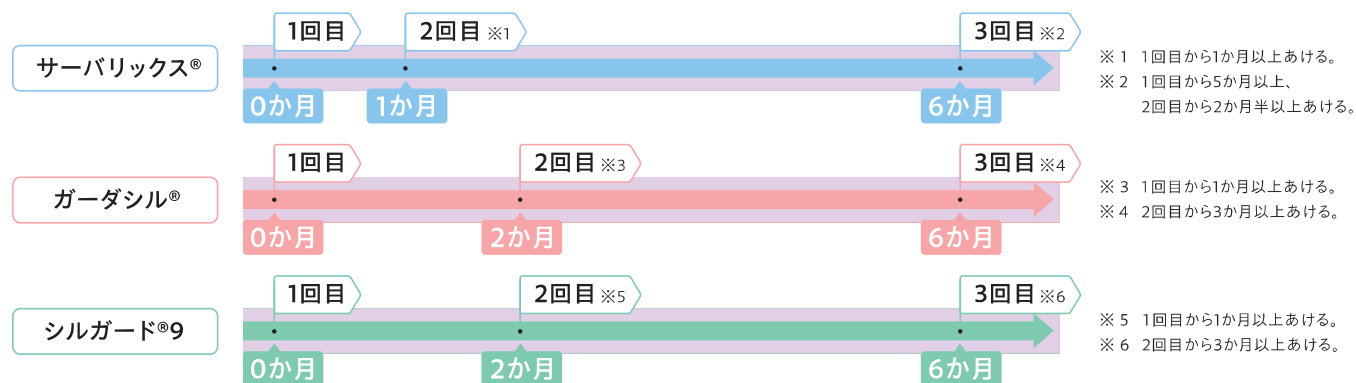 サーバリックス®
1回目
2回目 ※1
3回目 ※2
0か月
1か月
6か月
※1 1回目から1か月以上あける。
※2 1回目から5か月以上、
2回目から2か月半以上あける。
ガーダシル®
1回目
2回目 ※3
3回目 ※4
0か月
2か月
6か月
※3 1回目から1か月以上あける。
※4 2回目から3か月以上あける。
シルガード®9
1回目
2回目 ※5
3回目 ※6
0か月
2か月
6か月
※5 1回目から1か月以上あける。
※6 2回目から3か月以上あける。